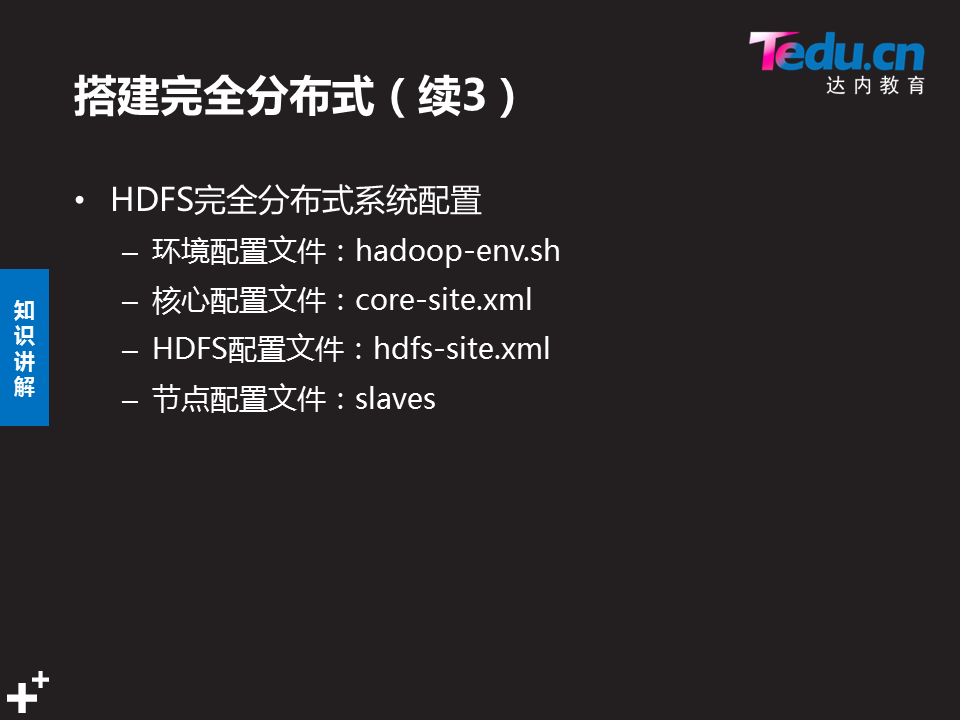 Tedu.cn
达内教育
搭建完全分布式（续3）
• HDFS完全分布式系统配置
– 环境配置文件：hadoop-env.sh
– 核心配置文件：core-site.xml
– HDFS配置文件：hdfs-site.xml
– 节点配置文件：slaves
知识讲解